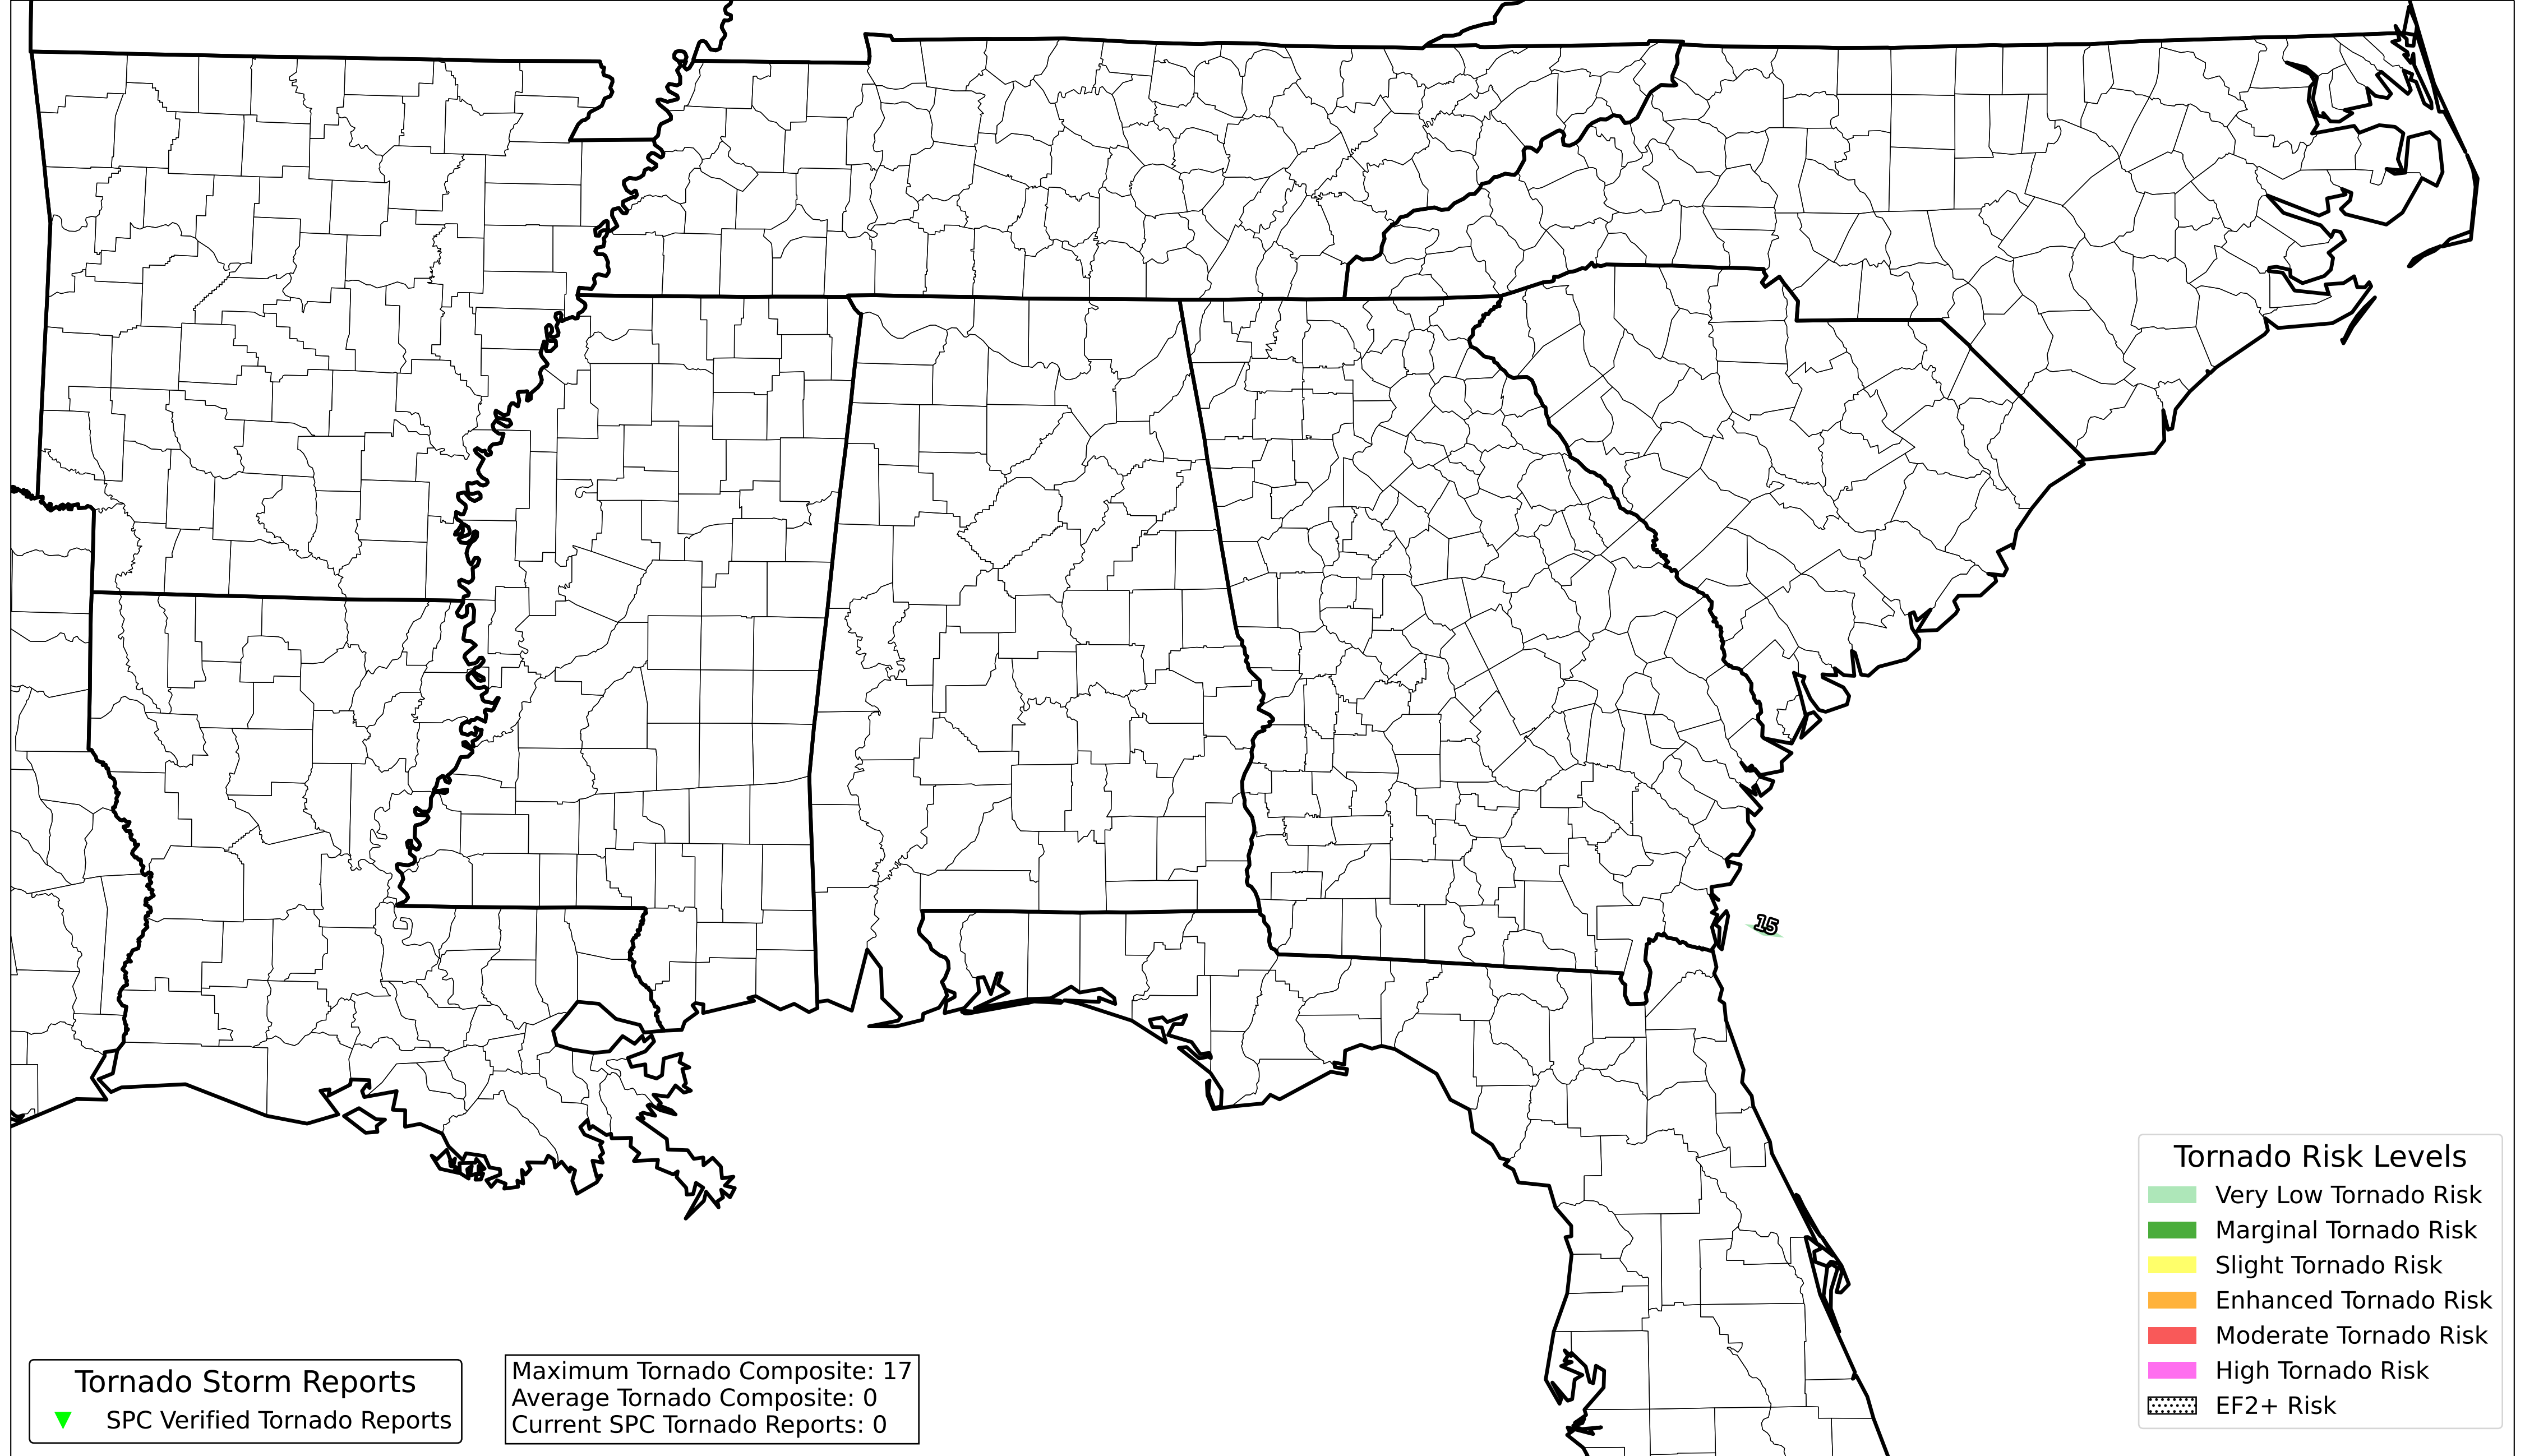 15
Tornado Risk Levels
Very Low Tornado Risk
Marginal Tornado Risk
Slight Tornado Risk
Enhanced Tornado Risk
Moderate Tornado Risk
High Tornado Risk
EF2+ Risk
Tornado Storm Reports
SPC Verified Tornado Reports
Maximum Tornado Composite: 17
Average Tornado Composite: 0
Current SPC Tornado Reports: 0